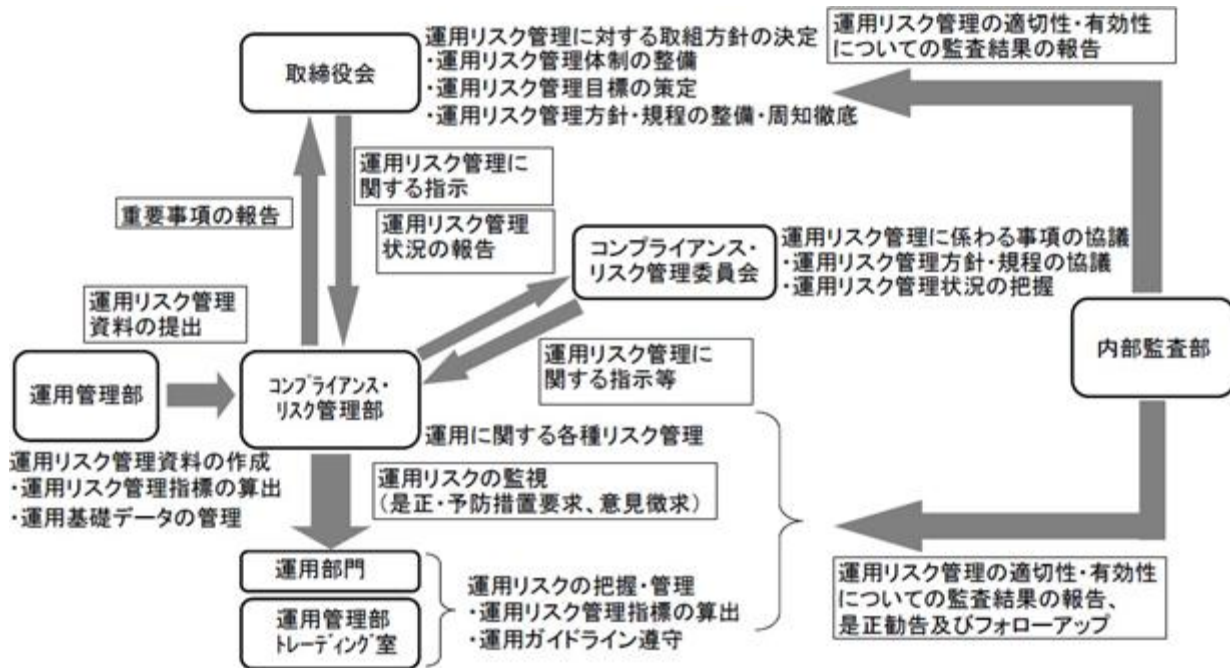 取締役会
運用リスク管理に対する取組方針の決定
・運用リスク管理体制の整備
・運用リスク管理目標の策定
・運用リスク管理方針・規程の整備・周知徹底
運用リスク管理の適切性・有効性
についての監査結果の報告
運用リスク管理に
関する指示
重要事項の報告
運用リスク管理
状況の報告
コンプライアンス・
リスク管理委員会
運用リスク管理に係わる事項の協議
・運用リスク管理方針・規程の協議
・運用リスク管理状況の把握
運用リスク管理
資料の提出
運用リスク管理に
関する指示等
内部監査部
運用管理部
コンプライアンス・
リスク管理部
運用に関する各種リスク管理
運用リスク管理資料の作成
・運用リスク管理指標の算出
・運用基礎データの管理
運用リスクの監視
（是正・予防措置要求、意見徴求）
運用部門
運用管理部
トレーディング室
運用リスクの把握・管理
・運用リスク管理指標の算出
・運用ガイドライン遵守
運用リスク管理の適切性・有効性
についての監査結果の報告、
是正勧告及びフォローアップ